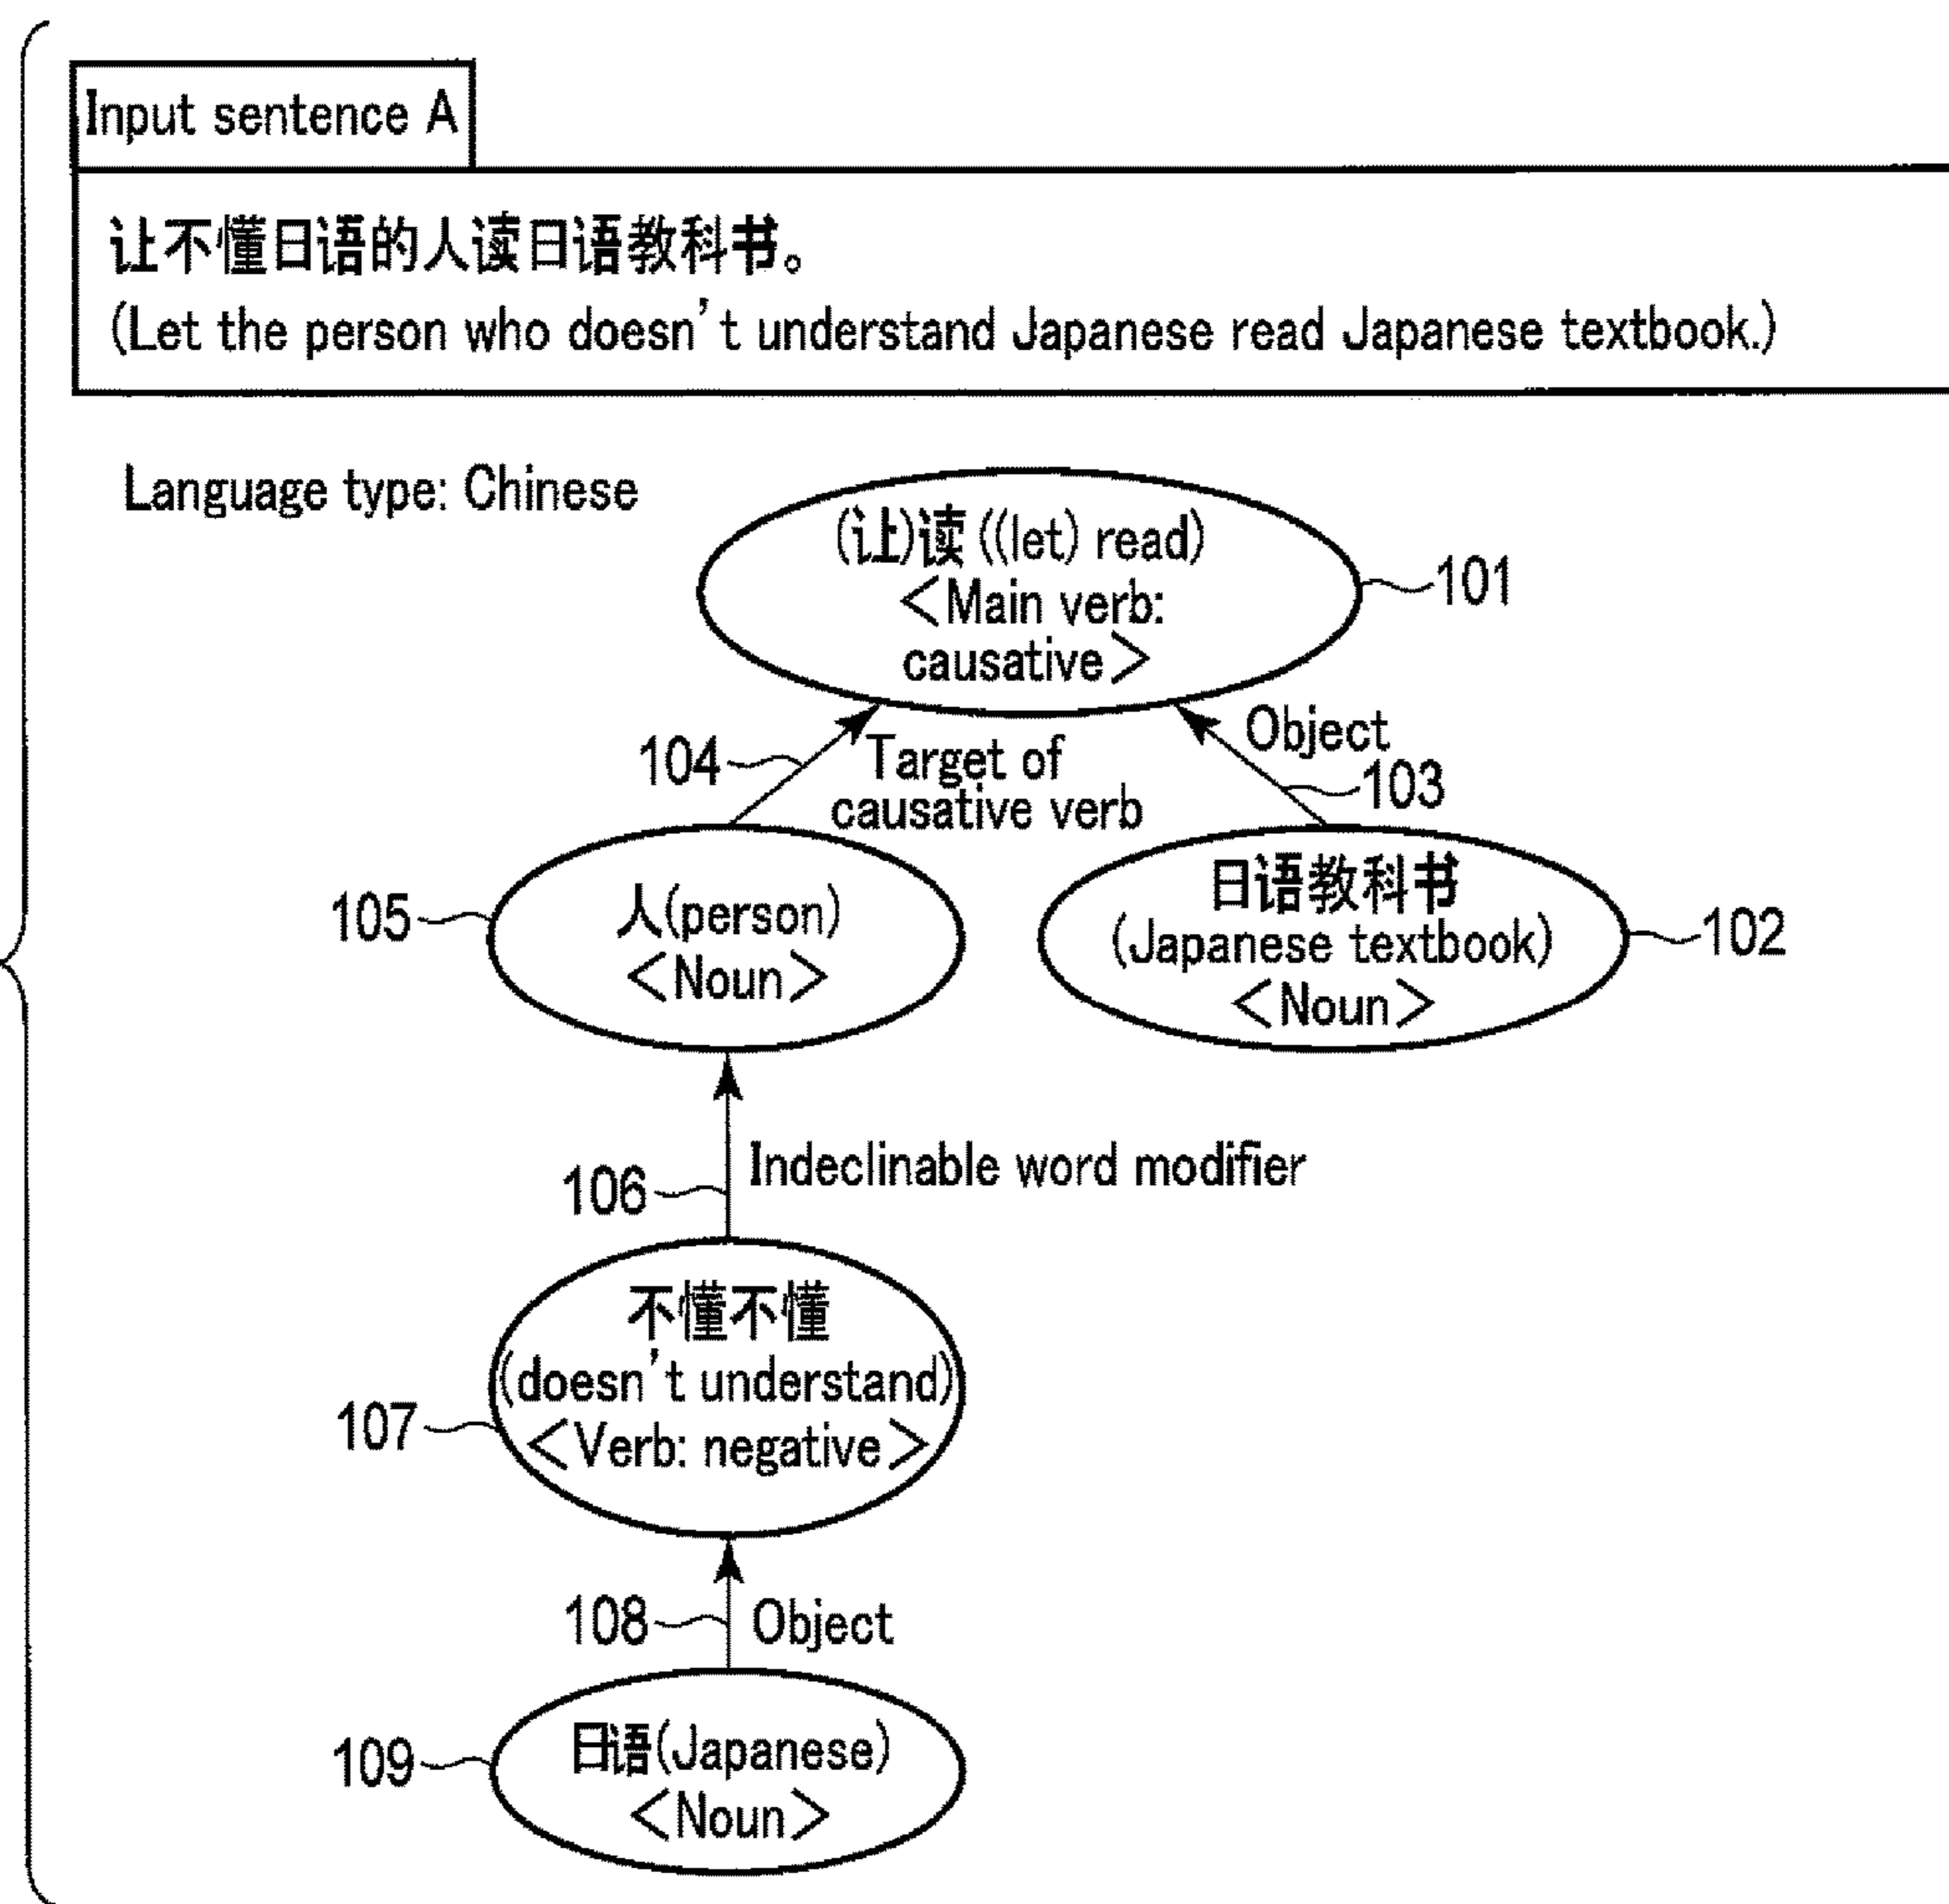 Input sentence A
让不懂日语的人读日语教科书。
(Let the person who doesn't understand Japanese read Japanese textbook.)
Language type: Chinese
(让)读 ((let) read)
<Main verb:
causative>
101
104
Target of
causative verb
Object
103
105
人(person)
<Noun>
日语教科书
(Japanese textbook)
<Noun>
102
106
Indeclinable word modifier
107
不懂不懂
(doesn't understand)
<Verb: negative>
108
Object
109
日语(Japanese)
<Noun>